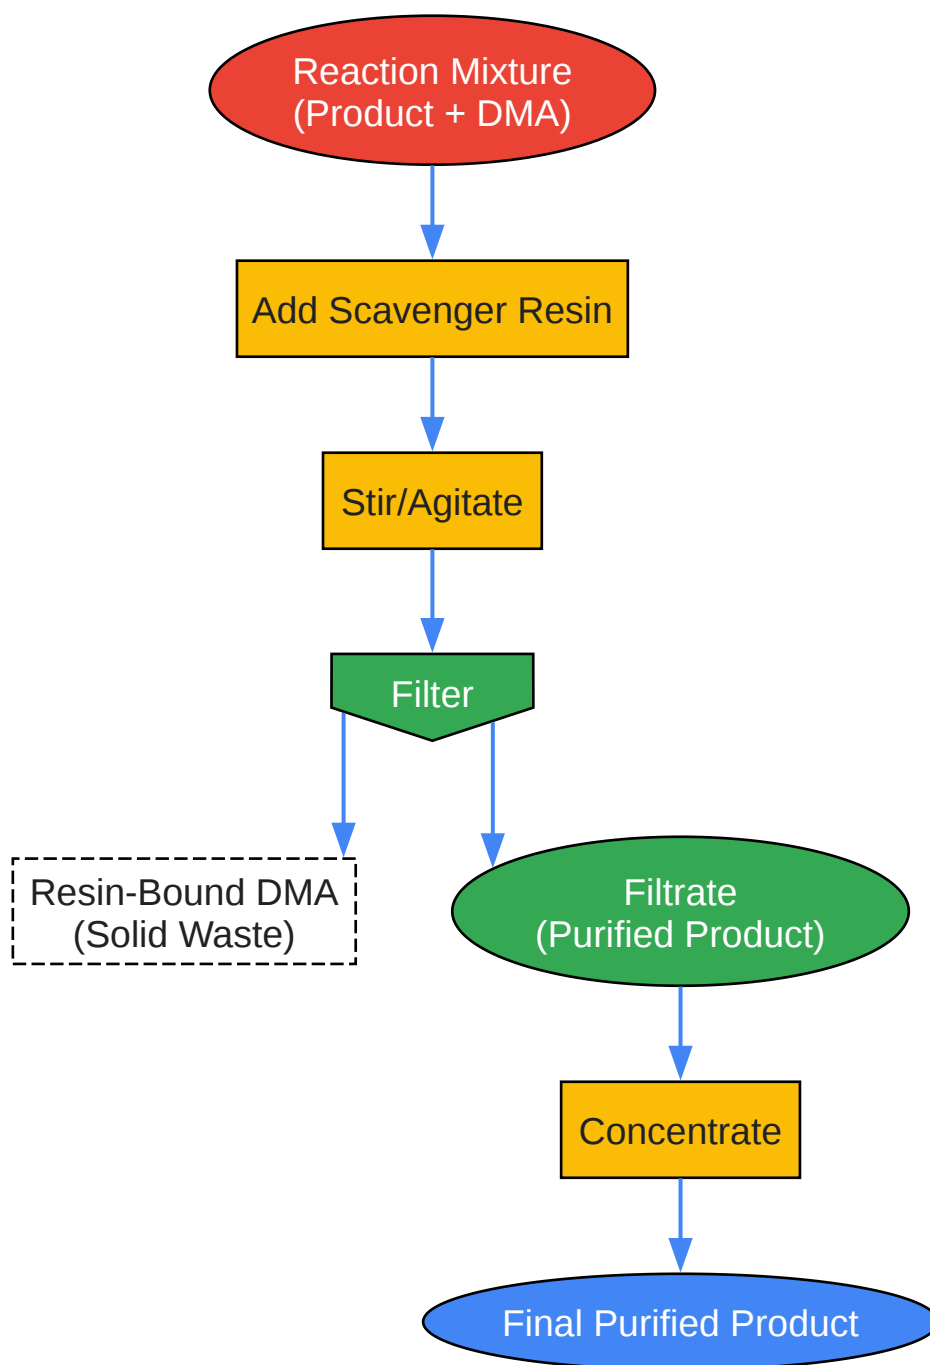 Reaction Mixture
(Product + DMA)
Add Scavenger Resin
Stir/Agitate
Filter
Resin-Bound DMA
(Solid Waste)
Filtrate
(Purified Product)
Concentrate
Final Purified Product